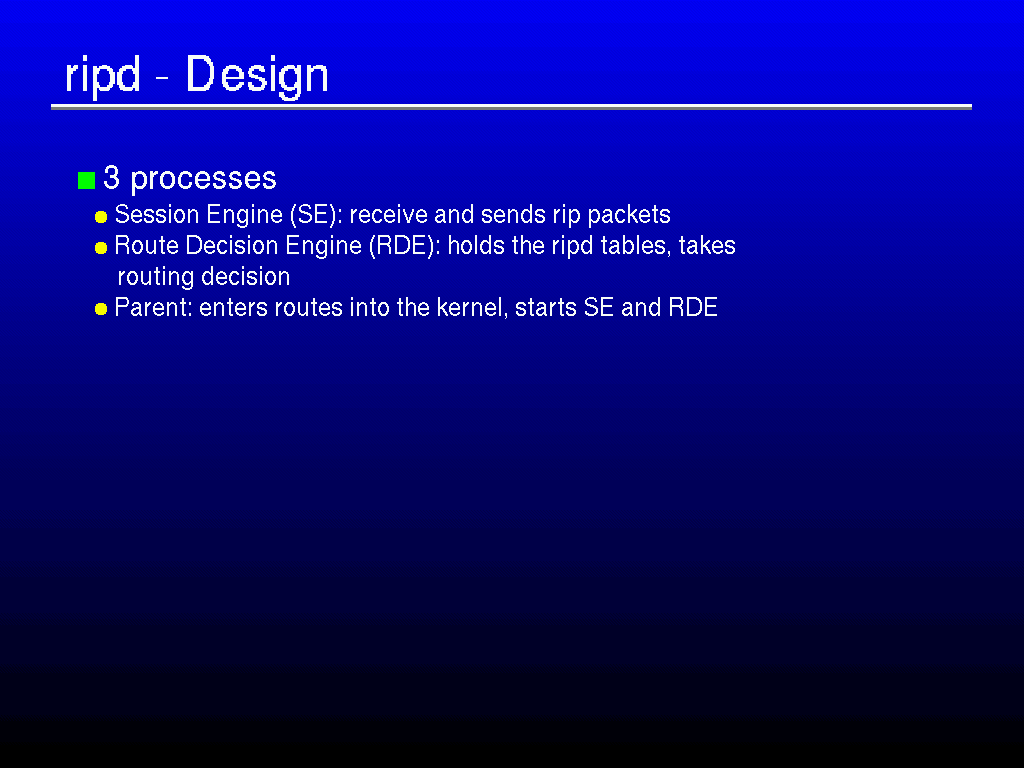 ripd - Design
3 processes
Session Engine (SE): receive and sends rip packets
Route Decision Engine (RDE): holds the ripd tables, takes
routing decision
Parent: enters routes into the kernel, starts SE and RDE